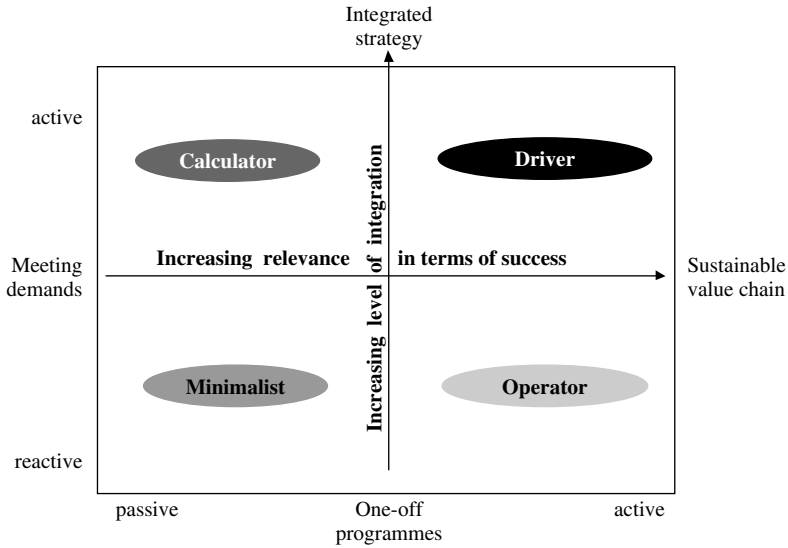 Integrated
strategy
active
Calculator
Driver
Increasing level of integration
Increasing relevance in terms of success
Meeting
demands
Sustainable
value chain
Minimalist
Operator
reactive
passive
One-off
programmes
active